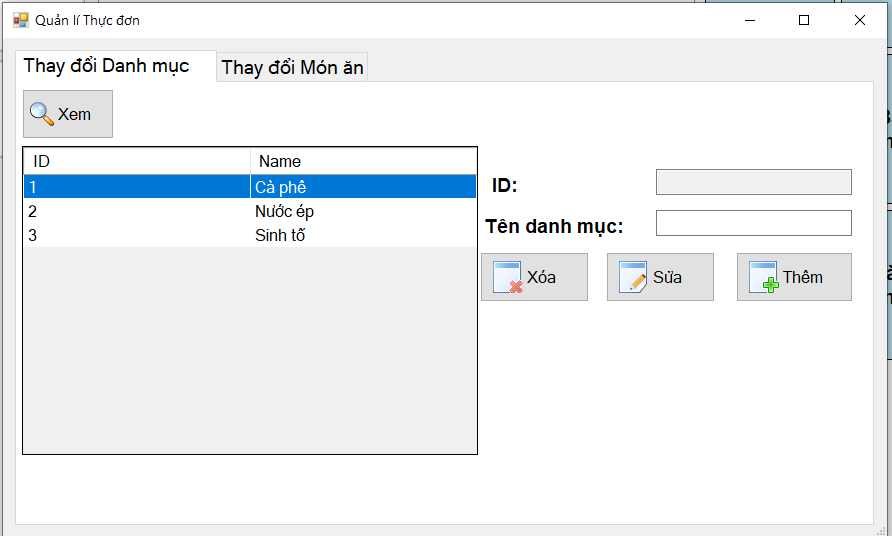 Quản lí Thực đơn
Thay đổi Danh mục
Thay đổi Món ăn
Xem
ID Name
1 Cà phê
2 Nước ép
3 Sinh tố
ID:
Tên danh mục:
Xóa
Sửa
Thêm